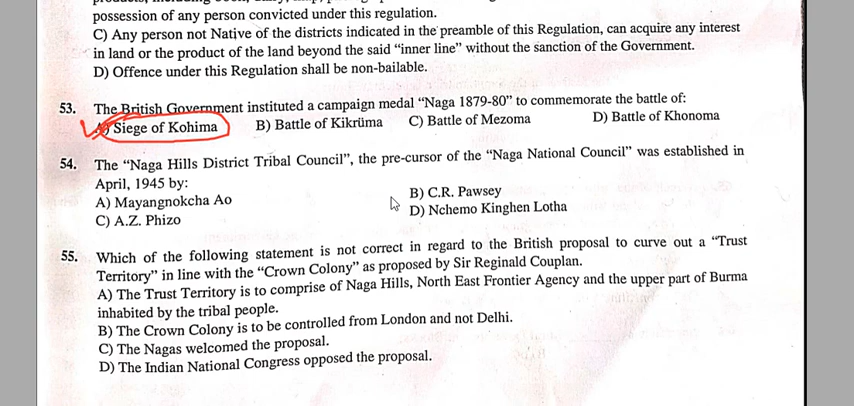 possession of any person convicted under this regulation.
C) Any person not Native of the districts indicated in the preamble of this Regulation, can acquire any interest
in land or the product of the land beyond the said “inner line” without the sanction of the Government.
D) Offence under this Regulation shall be non-bailable.
53. The British Government instituted a campaign medal “Naga 1879-80” to commemorate the battle of:
A) Siege of Kohima B) Battle of Kikrüma C) Battle of Mezoma D) Battle of Khonoma
54. The “Naga Hills District Tribal Council”, the pre-cursor of the “Naga National Council” was established in
April, 1945 by:
A) Mayangnokcha Ao B) C.R. Pawsey
C) A.Z. Phizo D) Nchemo Kinghen Lotha
55. Which of the following statement is not correct in regard to the British proposal to curve out a “Trust
Territory” in line with the “Crown Colony” as proposed by Sir Reginald Couplan.
A) The Trust Territory is to comprise of Naga Hills, North East Frontier Agency and the upper part of Burma
inhabited by the tribal people.
B) The Crown Colony is to be controlled from London and not Delhi.
C) The Nagas welcomed the proposal.
D) The Indian National Congress opposed the proposal.